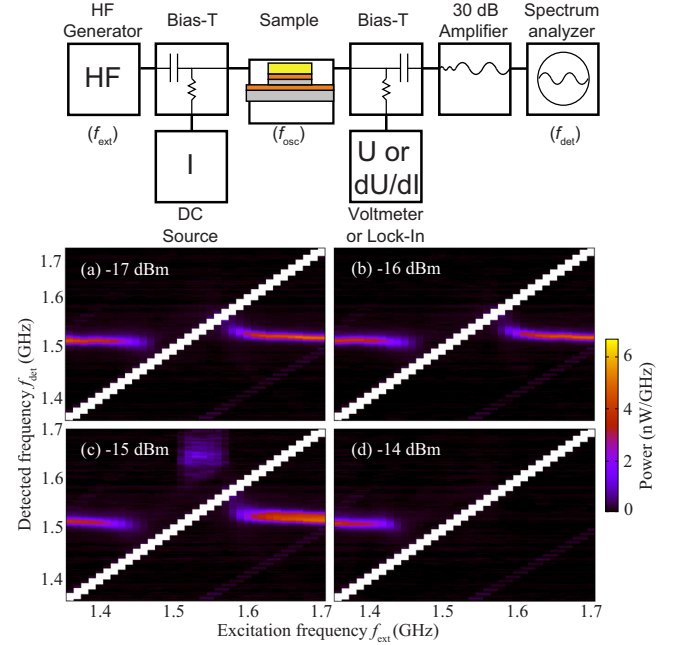 HF Generator
Bias-T
Sample
Bias-T
30 dB Amplifier
Spectrum analyzer
HF
(f_ext)
(f_osc)
(f_det)
I
U or dU/dI
DC Source
Voltmeter or Lock-In
(a) -17 dBm
(b) -16 dBm
(c) -15 dBm
(d) -14 dBm
1.7
1.6
1.5
1.4
1.7
1.6
1.5
1.4
Detected frequency f_det (GHz)
1.4 1.5 1.6 1.7
1.4 1.5 1.6 1.7
Excitation frequency f_ext (GHz)
6
4
2
0
Power (nW/GHz)